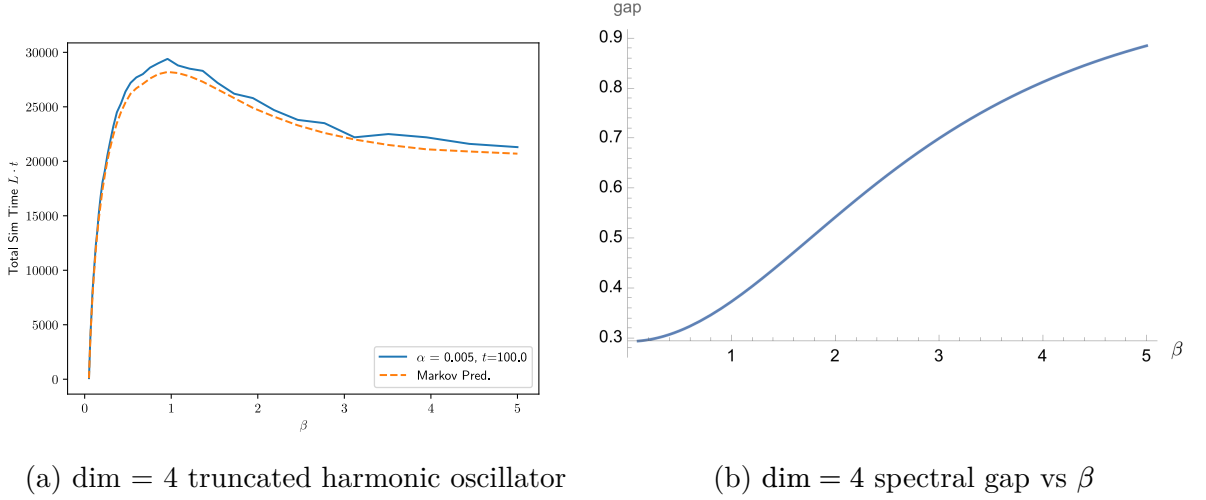 30000
25000
20000
15000
10000
5000
0
Total Sim Time L · t
0 1 2 3 4 5
β
α = 0.005, t=100.0
Markov Pred.
(a) dim = 4 truncated harmonic oscillator
gap
0.9
0.8
0.7
0.6
0.5
0.4
0.3
1 2 3 4 5
β
(b) dim = 4 spectral gap vs β